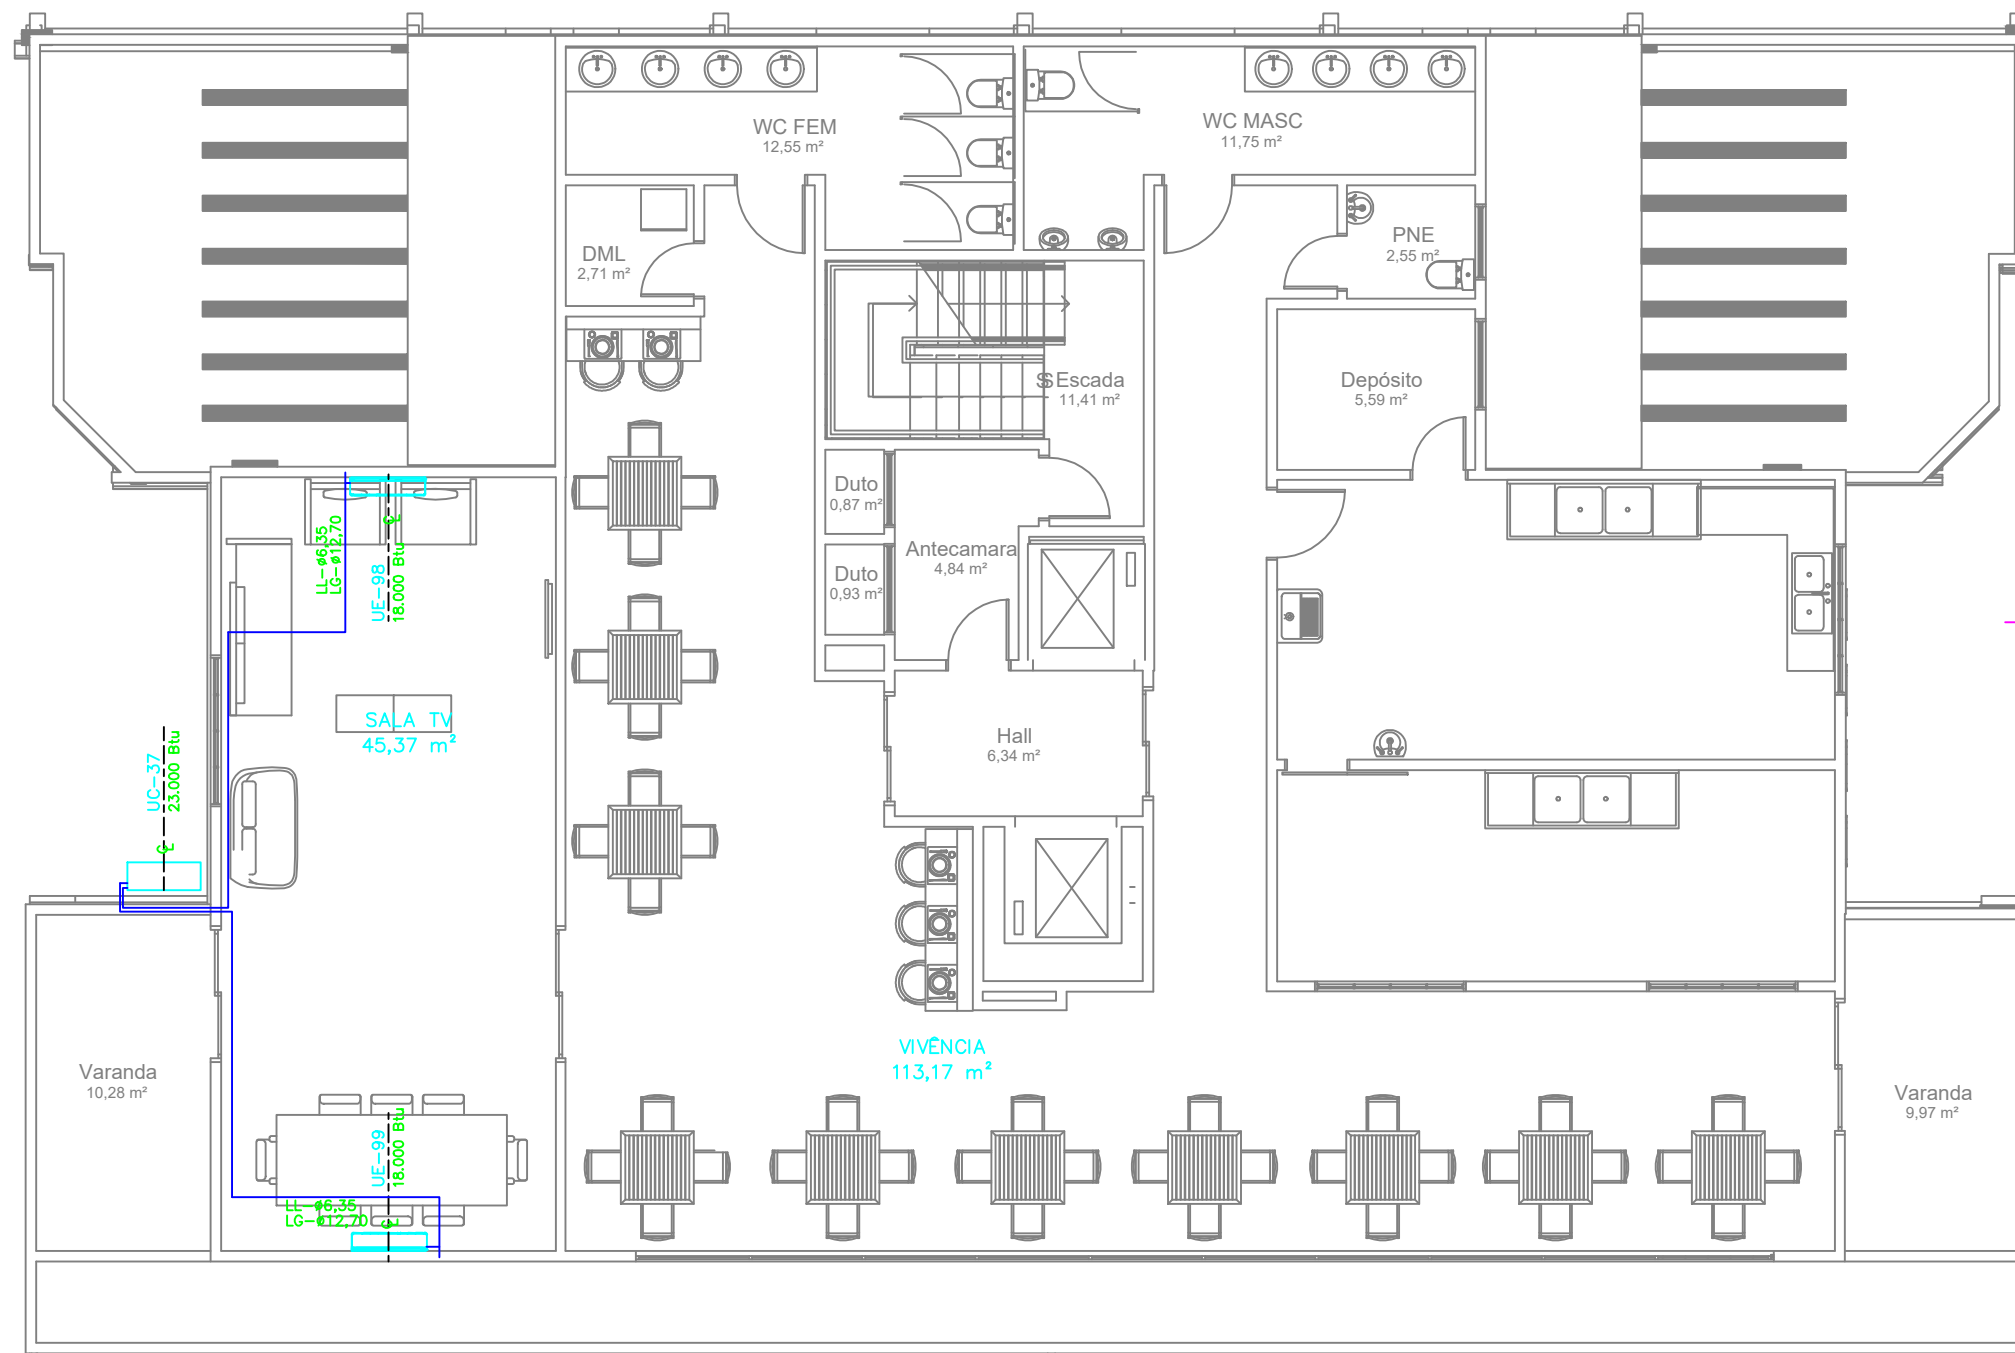 WC FEM
12,55 m²
WC MASC
11,75 m²
DML
2,71 m²
PNE
2,55 m²
Escada
11,41 m²
Depósito
5,59 m²
Duto
0,87 m²
Antecamara
4,84 m²
Duto
0,93 m²
LL-ø6,35
LG-ø12,70
UE-98
18.000 Btu
SALA TV
45,37 m²
UC-37
23.000 Btu
Hall
6,34 m²
VIVÊNCIA
113,17 m²
Varanda
10,28 m²
Varanda
9,97 m²
UE-99
18.000 Btu
LL-ø6,35
LG-ø12,70